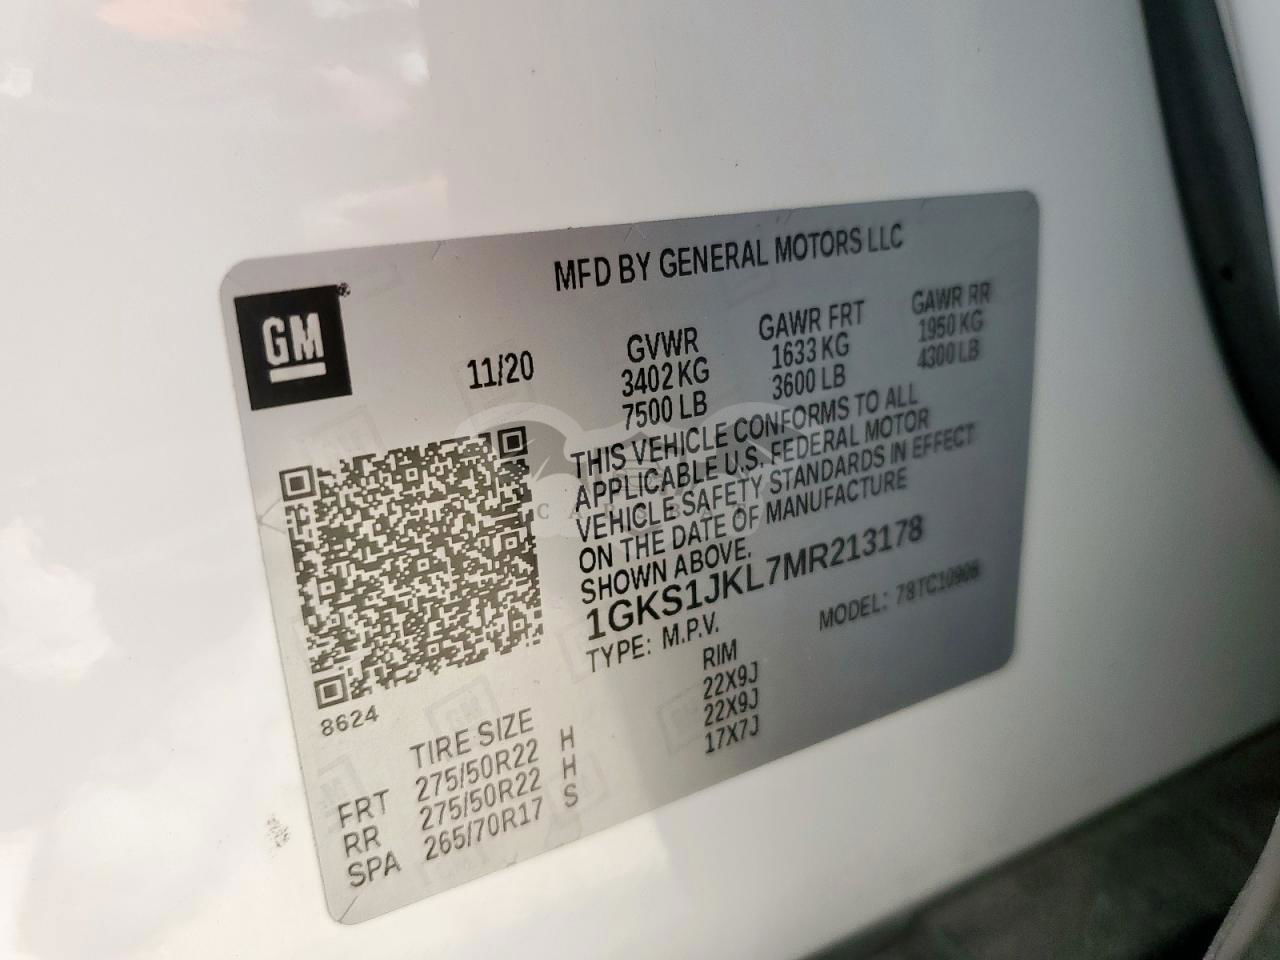 MFD BY GENERAL MOTORS LLC
GM
11/20
GVWR GAWR FRT GAWR RR
3402 KG 1633 KG 1950 KG
7500 LB 3600 LB 4300 LB
THIS VEHICLE CONFORMS TO ALL
APPLICABLE U.S. FEDERAL MOTOR
VEHICLE SAFETY STANDARDS IN EFFECT
ON THE DATE OF MANUFACTURE
SHOWN ABOVE.
1GKS1JKL7MR213178
TYPE: M.P.V. MODEL: 78TC10906
8624
TIRE SIZE RIM
FRT 275/50R22 H 22X9J
RR 275/50R22 H 22X9J
SPA 265/70R17 S 17X7J